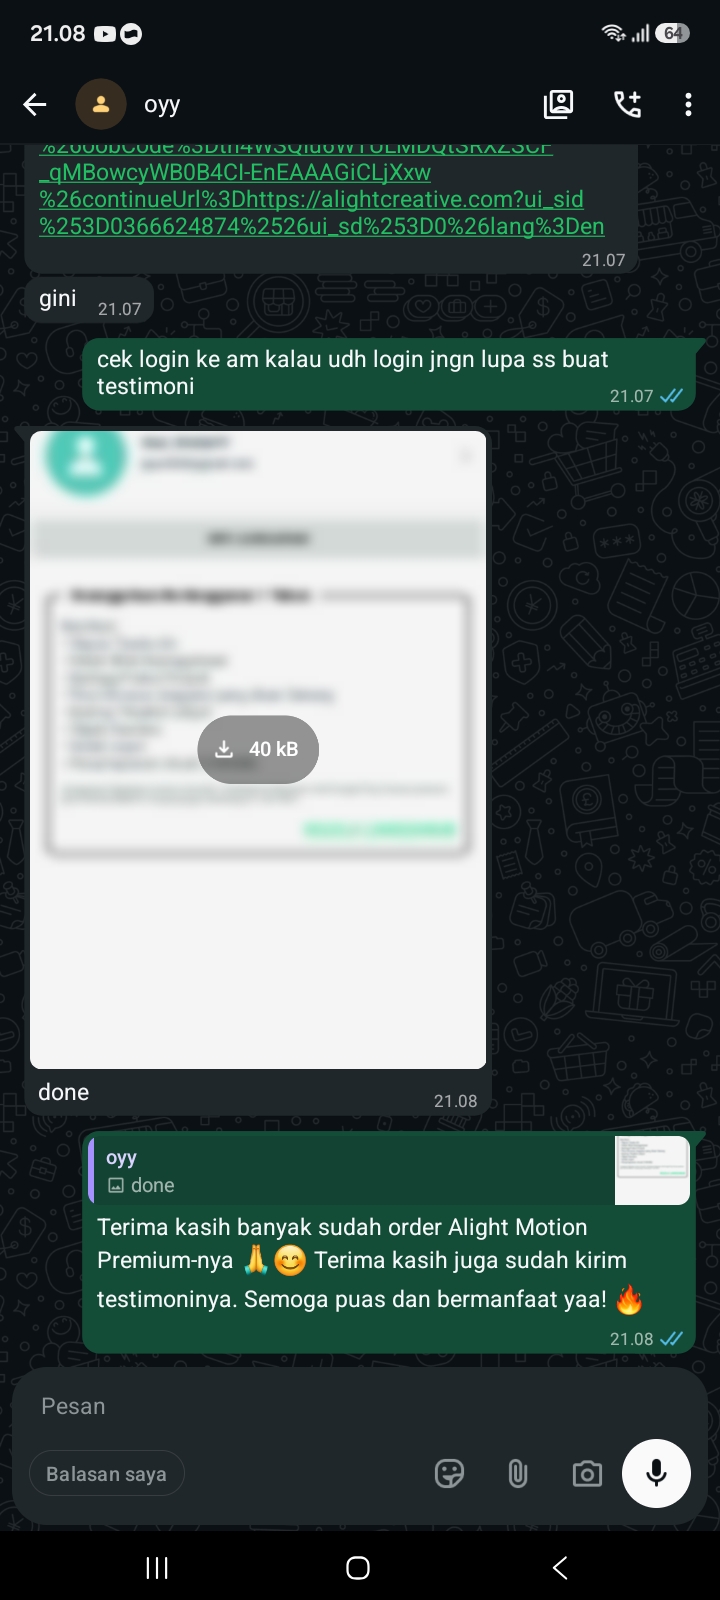 21.08
64
oyy
_qMBowcyWB0B4CI-EnEAAAGiCLjXxw
%26continueUrl%3Dhttps://alightcreative.com?ui_sid
%253D0366624874%2526ui_sd%253D0%26lang%3Den
21.07
gini 21.07
cek login ke am kalau udh login jngn lupa ss buat
testimoni
21.07
40 kB
done
21.08
oyy
done
Terima kasih banyak sudah order Alight Motion
Premium-nya 🙏😊 Terima kasih juga sudah kirim
testimoninya. Semoga puas dan bermanfaat yaa! 🔥
21.08
Pesan
Balasan saya